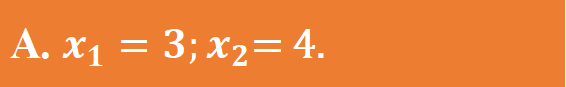 A. x₁ = 3; x₂= 4.